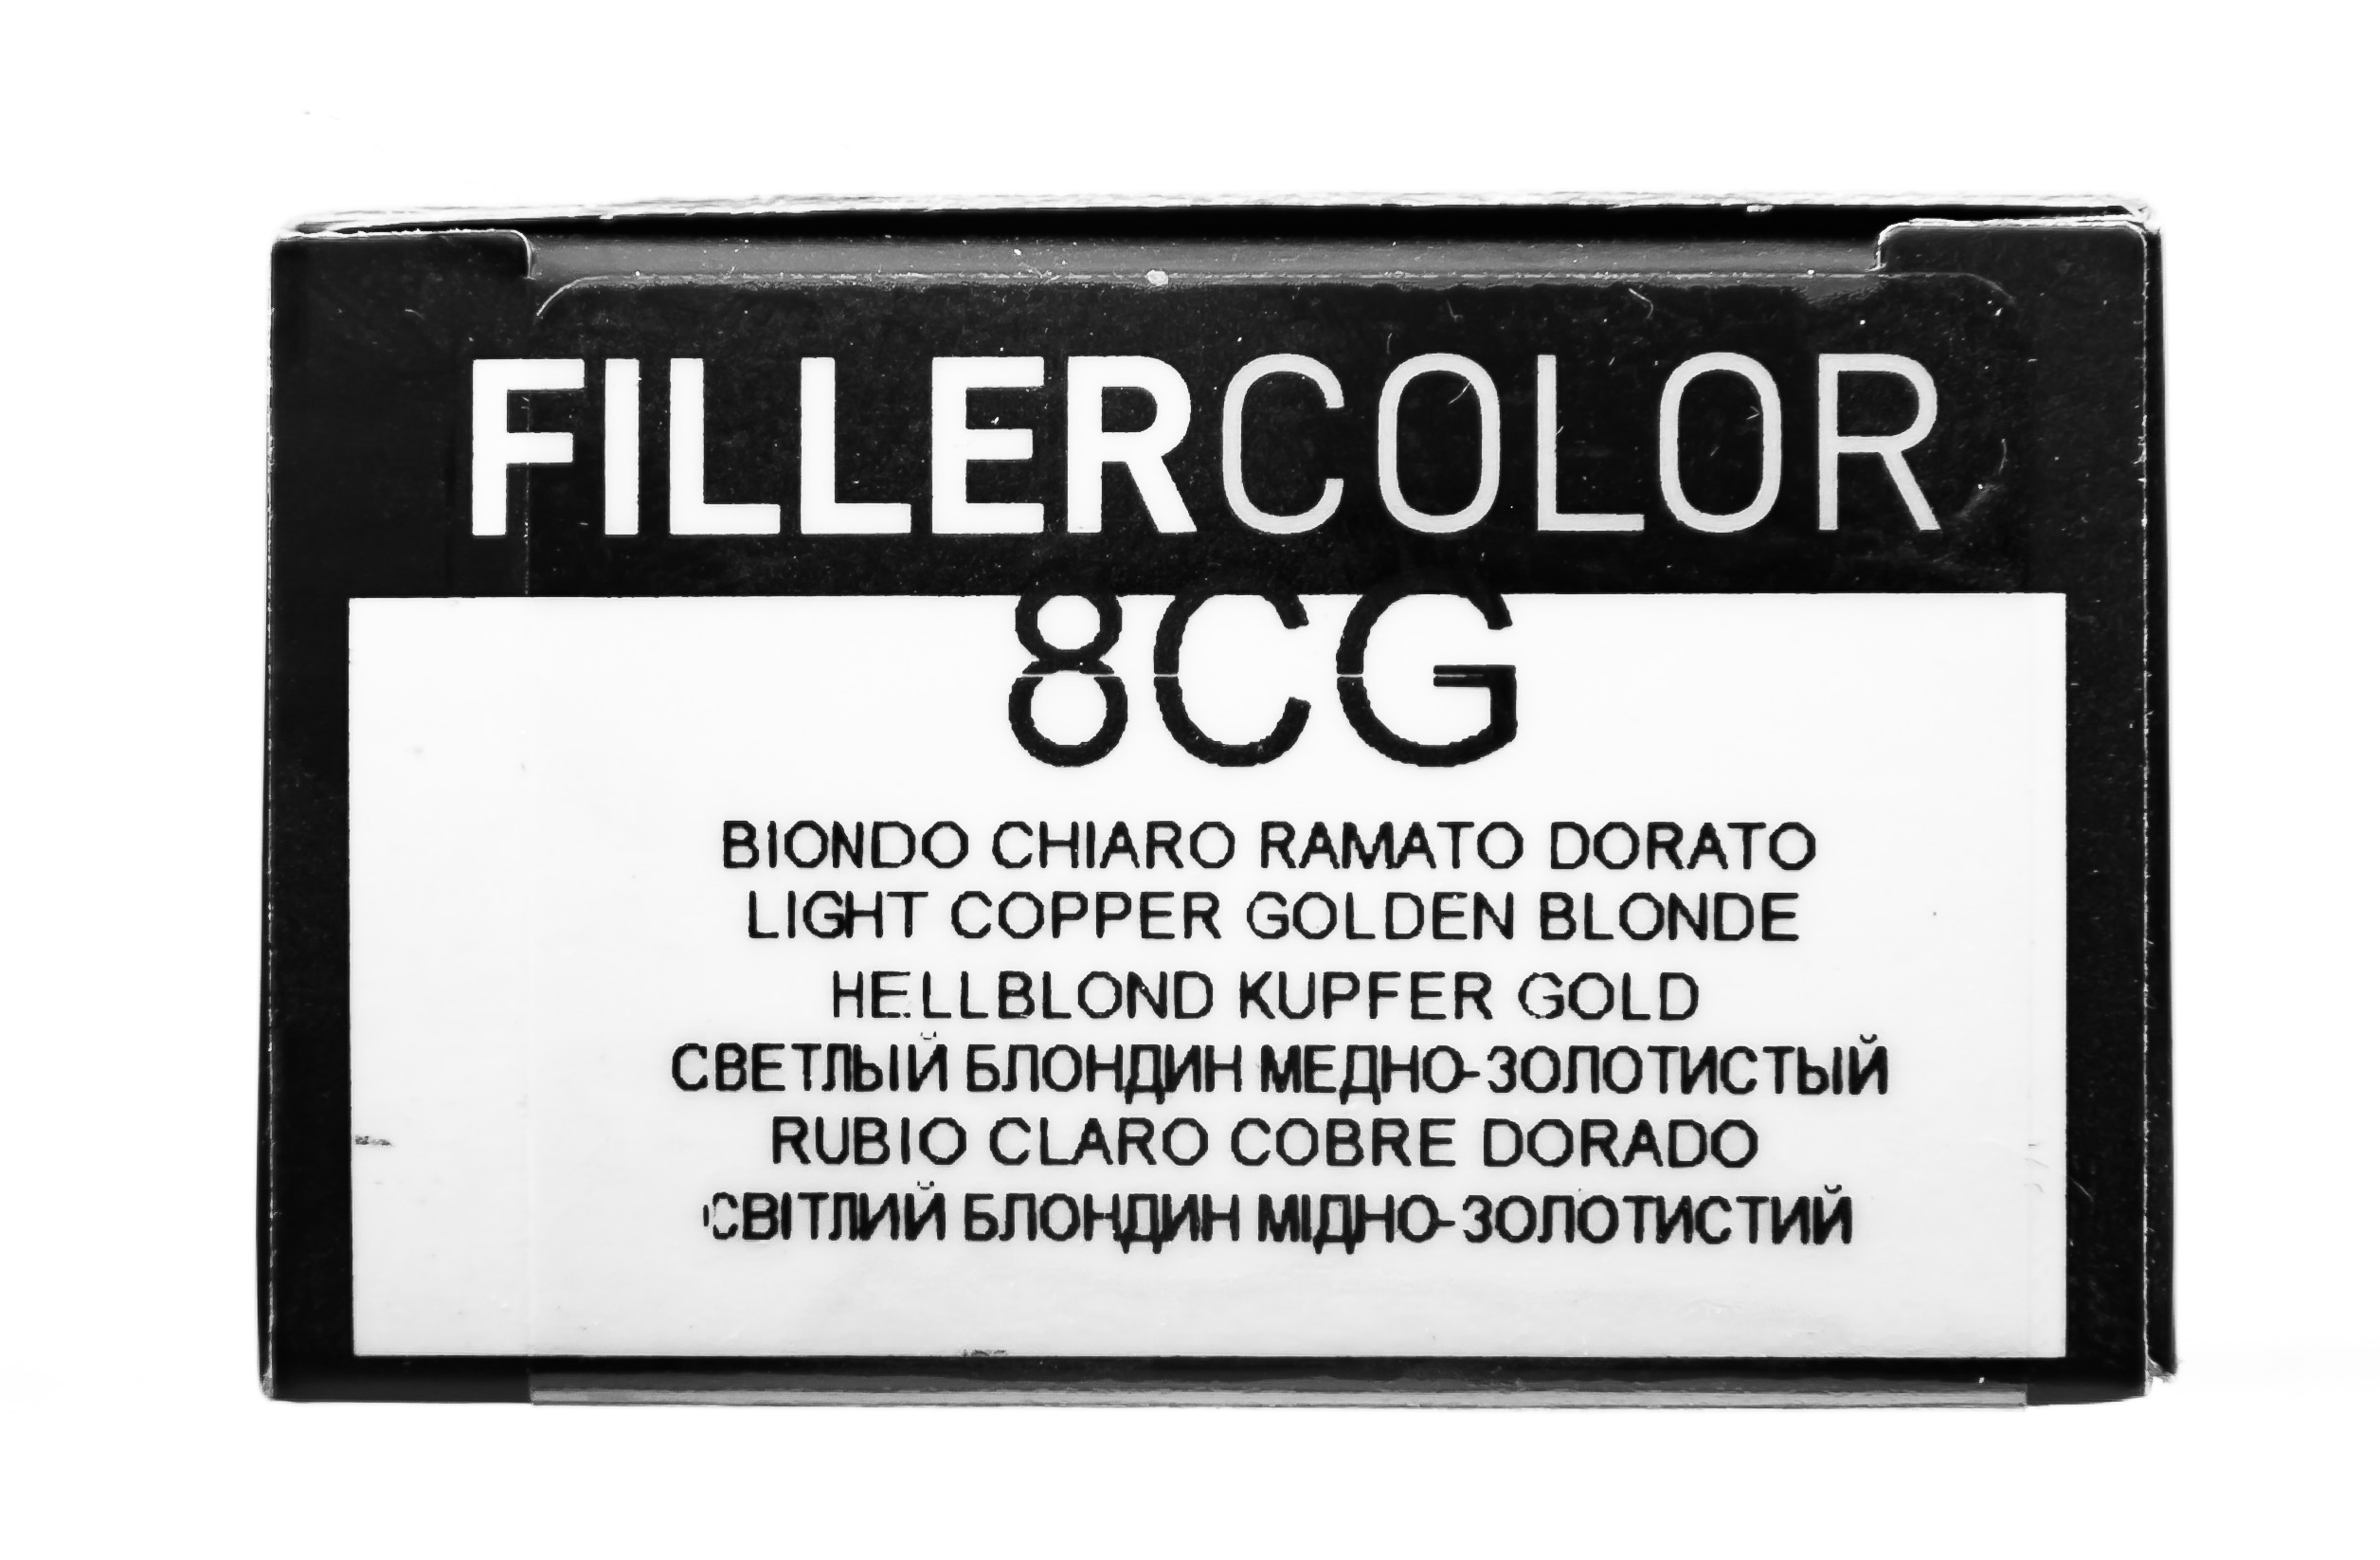 FILLERCOLOR
8CG
BIONDO CHIARO RAMATO DORATO
LIGHT COPPER GOLDEN BLONDE
HELLBLOND KUPFER GOLD
СВЕТЛЫЙ БЛОНДИН МЕДНО-ЗОЛОТИСТЫЙ
RUBIO CLARO COBRE DORADO
СВІТЛИЙ БЛОНДИН МІДНО-ЗОЛОТИСТИЙ